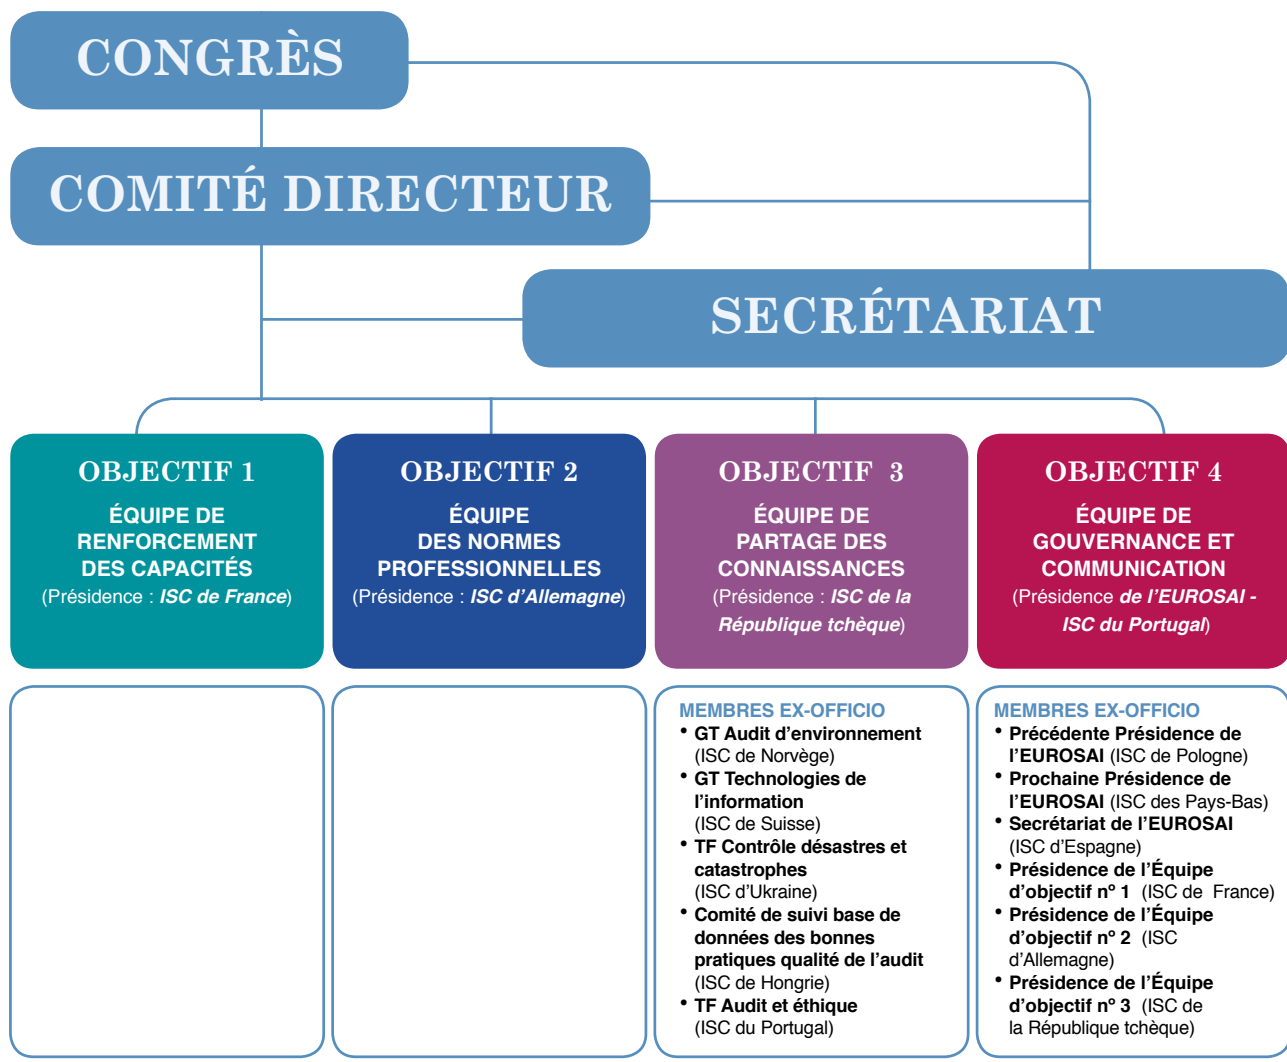 CONGRÈS
COMITÉ DIRECTEUR
SECRÉTARIAT
OBJECTIF 1
ÉQUIPE DE
RENFORCEMENT
DES CAPACITÉS
(Présidence : ISC de France)
OBJECTIF 2
ÉQUIPE
DES NORMES
PROFESSIONNELLES
(Présidence : ISC d’Allemagne)
OBJECTIF 3
ÉQUIPE DE
PARTAGE DES
CONNAISSANCES
(Présidence : ISC de la
République tchèque)
OBJECTIF 4
ÉQUIPE DE
GOUVERNANCE ET
COMMUNICATION
(Présidence de l’EUROSAI -
ISC du Portugal)
MEMBRES EX-OFFICIO
• GT Audit d’environnement
(ISC de Norvège)
• GT Technologies de
l’information
(ISC de Suisse)
• TF Contrôle désastres et
catastrophes
(ISC d’Ukraine)
• Comité de suivi base de
données des bonnes
pratiques qualité de l’audit
(ISC de Hongrie)
• TF Audit et éthique
(ISC du Portugal)
MEMBRES EX-OFFICIO
• Précédente Présidence de
l’EUROSAI (ISC de Pologne)
• Prochaine Présidence de
l’EUROSAI (ISC des Pays-Bas)
• Secrétariat de l’EUROSAI
(ISC d’Espagne)
• Présidence de l’Équipe
d’objectif nº 1 (ISC de France)
• Présidence de l’Équipe
d’objectif nº 2 (ISC
d’Allemagne)
• Présidence de l’Équipe
d’objectif nº 3 (ISC de
la République tchèque)